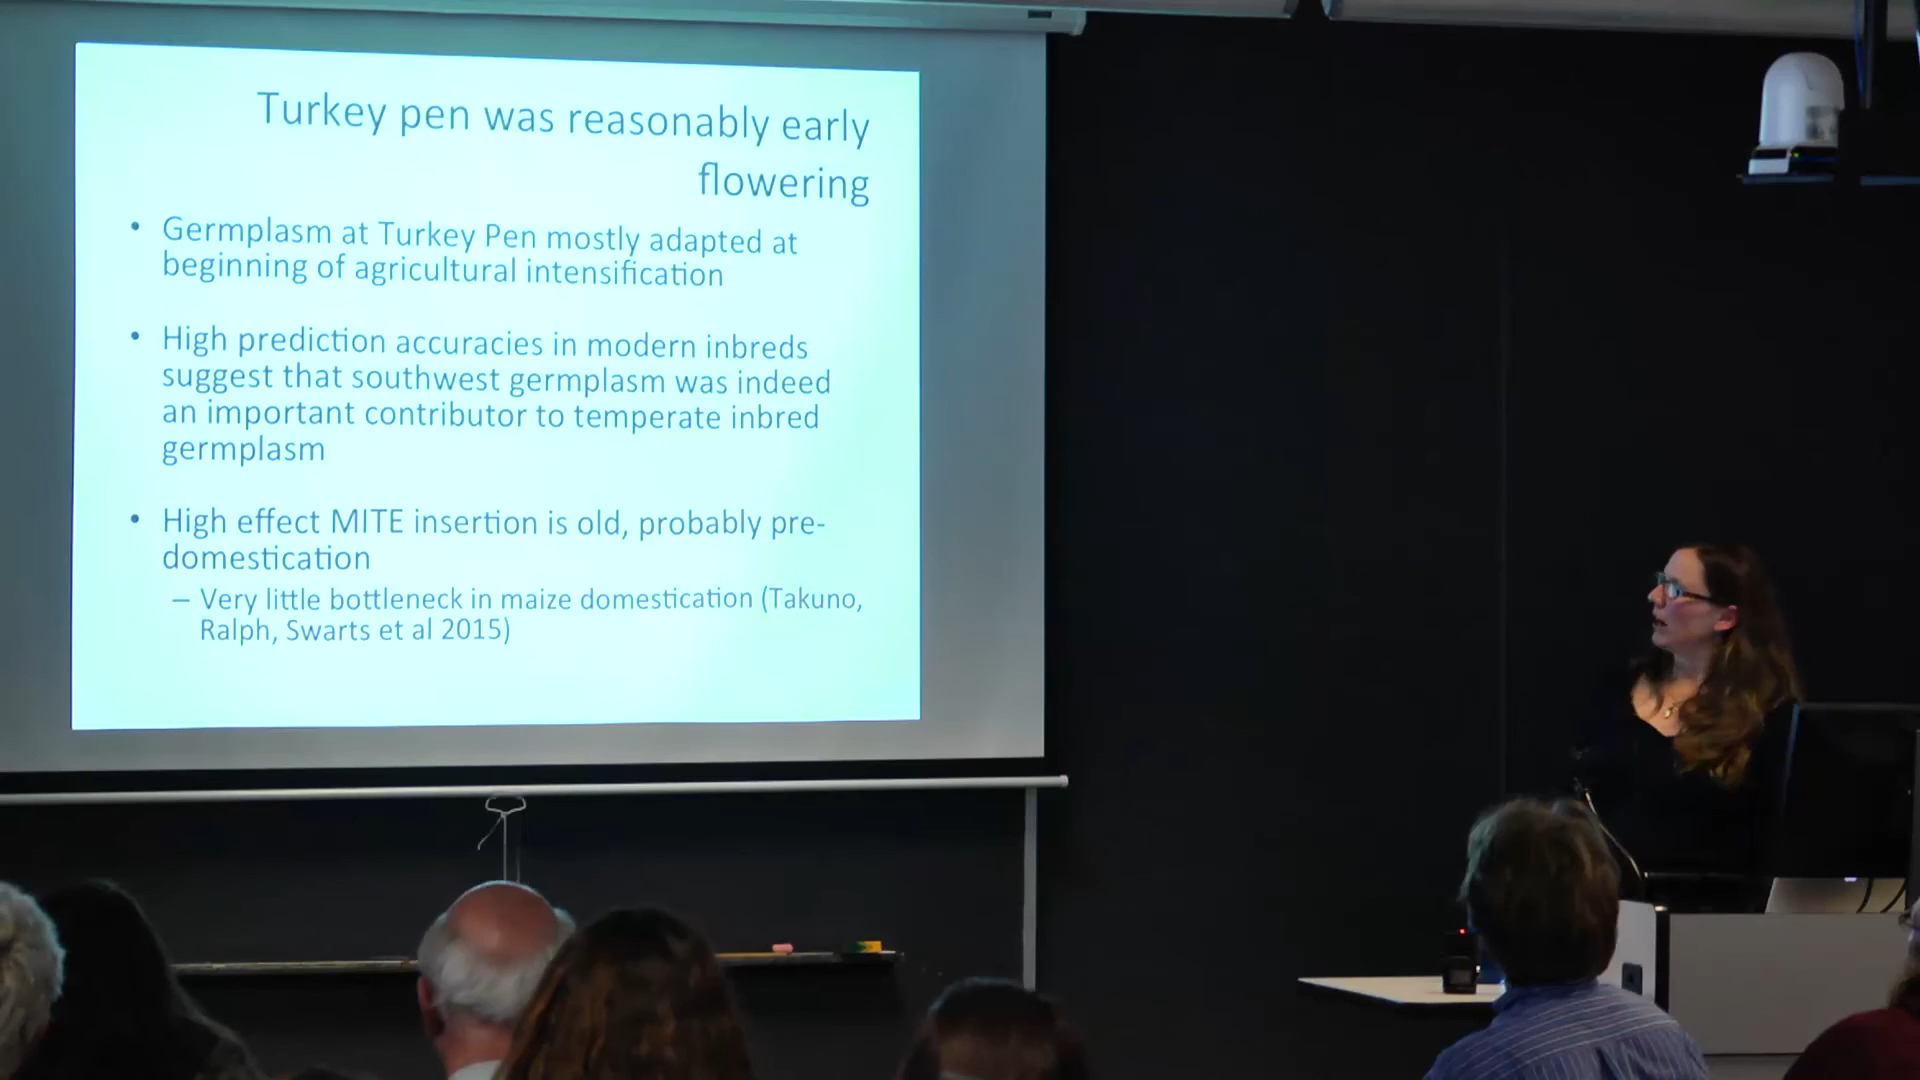 Turkey pen was reasonably early
flowering
• Germplasm at Turkey Pen mostly adapted at
beginning of agricultural intensification
• High prediction accuracies in modern inbreds
suggest that southwest germplasm was indeed
an important contributor to temperate inbred
germplasm
• High effect MITE insertion is old, probably pre-
domestication
– Very little bottleneck in maize domestication (Takuno,
Ralph, Swarts et al 2015)